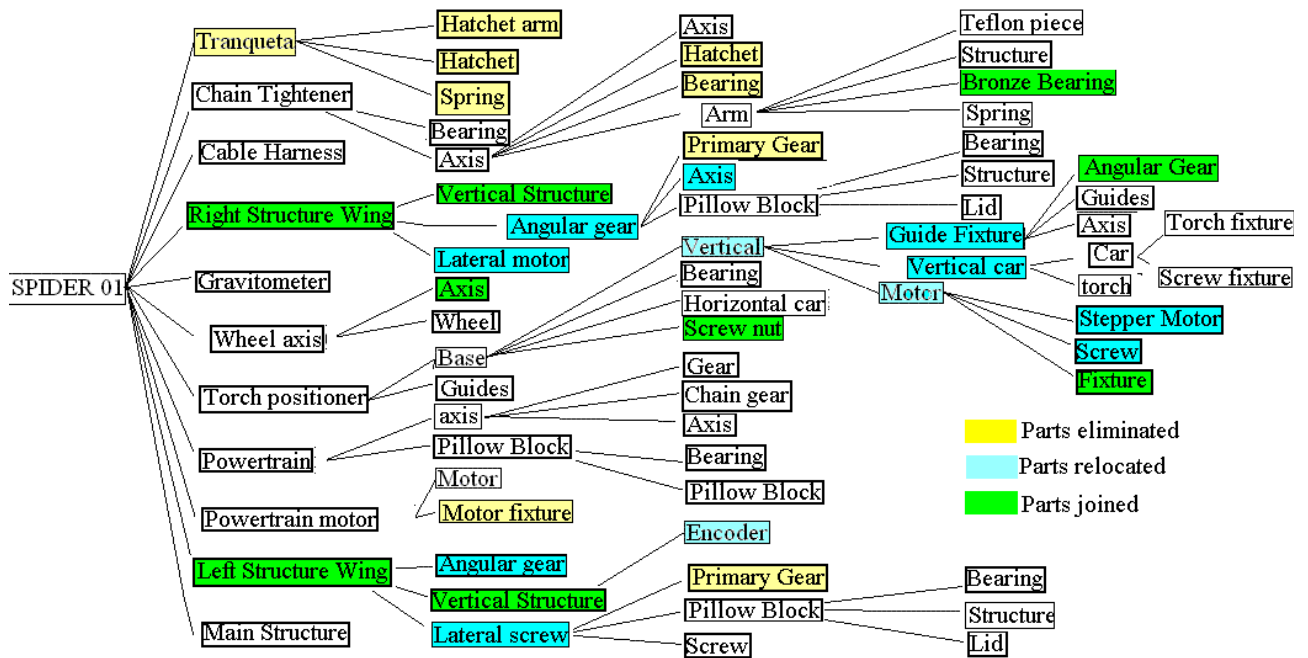 SPIDER 01
Tranqueta
Chain Tightener
Cable Harness
Right Structure Wing
Gravitometer
Wheel axis
Torch positioner
Powertrain
Powertrain motor
Left Structure Wing
Main Structure
Hatchet arm
Hatchet
Spring
Bearing
Axis
Vertical Structure
Angular gear
Lateral motor
Axis
Wheel
Base
Guides
axis
Pillow Block
Motor
Motor fixture
Angular gear
Vertical Structure
Lateral screw
Axis
Hatchet
Bearing
Arm
Primary Gear
Axis
Pillow Block
Vertical
Bearing
Horizontal car
Screw nut
Gear
Chain gear
Axis
Bearing
Pillow Block
Encoder
Primary Gear
Pillow Block
Screw
Teflon piece
Structure
Bronze Bearing
Spring
Bearing
Structure
Lid
Guide Fixture
Vertical car
Motor
Angular Gear
Guides
Axis
Car
torch
Torch fixture
Screw fixture
Stepper Motor
Screw
Fixture
Parts eliminated
Parts relocated
Parts joined
Bearing
Structure
Lid